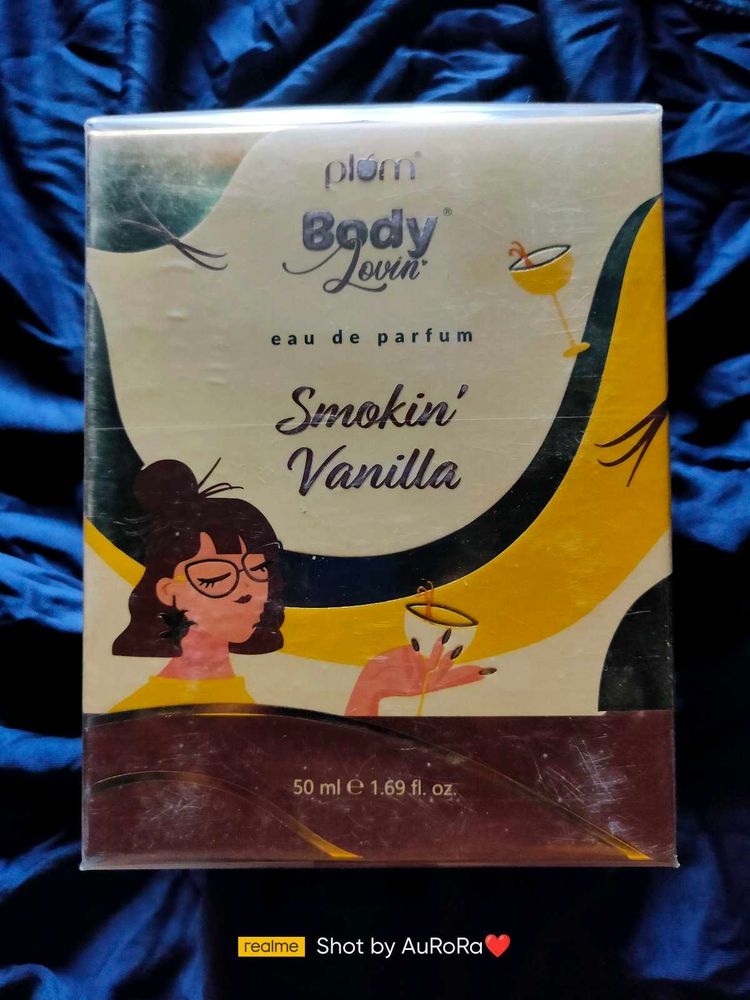 plum®
Body®
Lovin'
eau de parfum
Smokin'
Vanilla
50 ml ℮ 1.69 fl. oz.
realme Shot by AuRoRa❤️